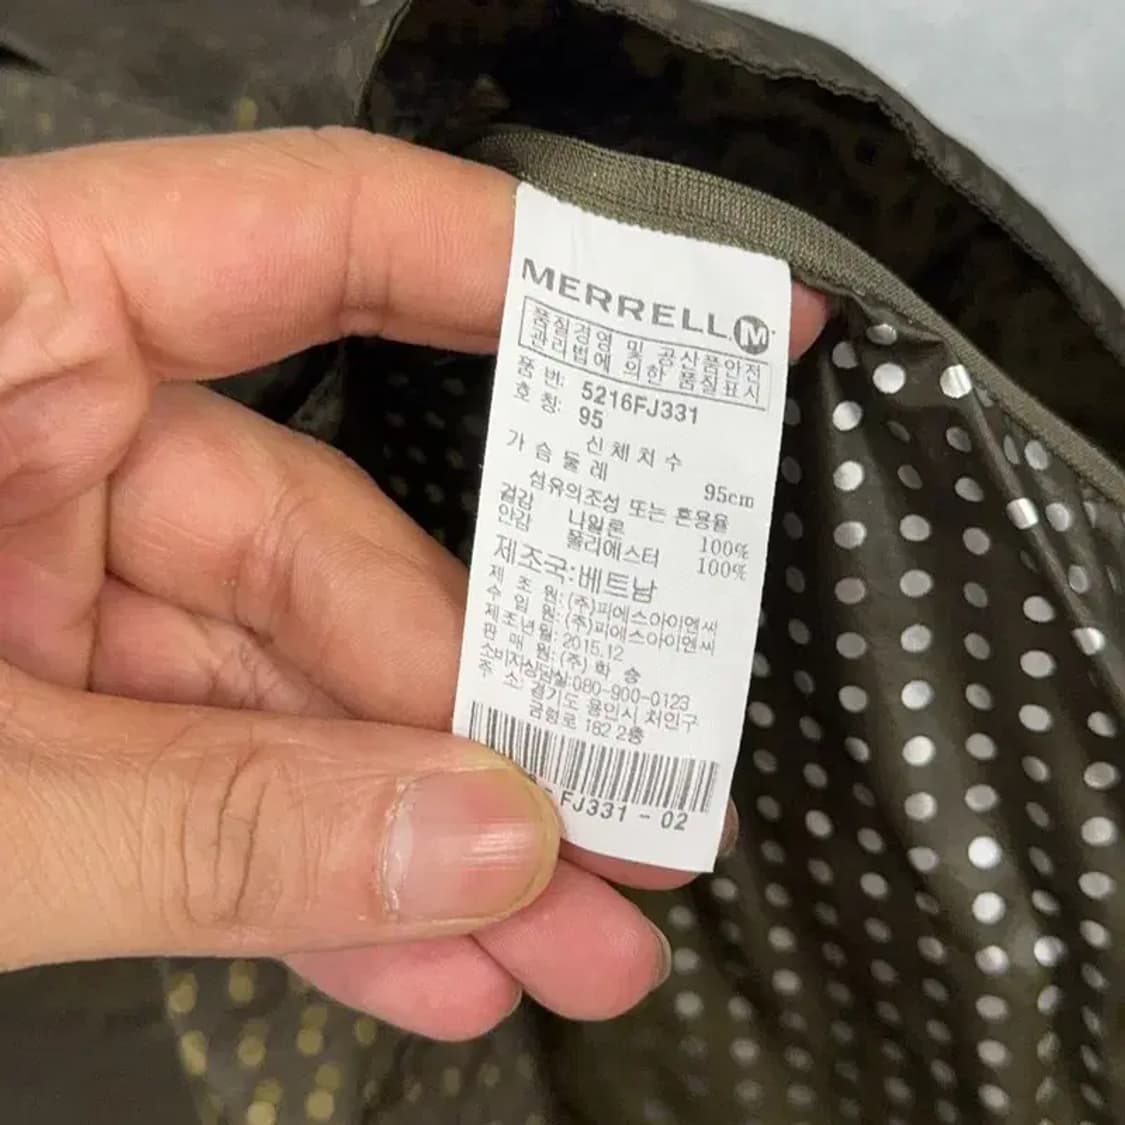 MERRELL M
품질경영 및 공산품안전
관리법에 의한 품질표시
품 번: 5216FJ331
호 칭: 95
신체치수
가슴둘레 95cm
섬유의조성 또는 혼용율
겉감 나일론 100%
안감 폴리에스터 100%
제조국:베트남
제 조 원: (주)피에스아이엔씨
수 입 원: (주)피에스아이엔씨
제조년월: 2015.12
판 매 원: (주) 학 승
소비자상담실:080-900-0123
주 소: 경기도 용인시 처인구
금령로 182 2층
FJ331 - 02